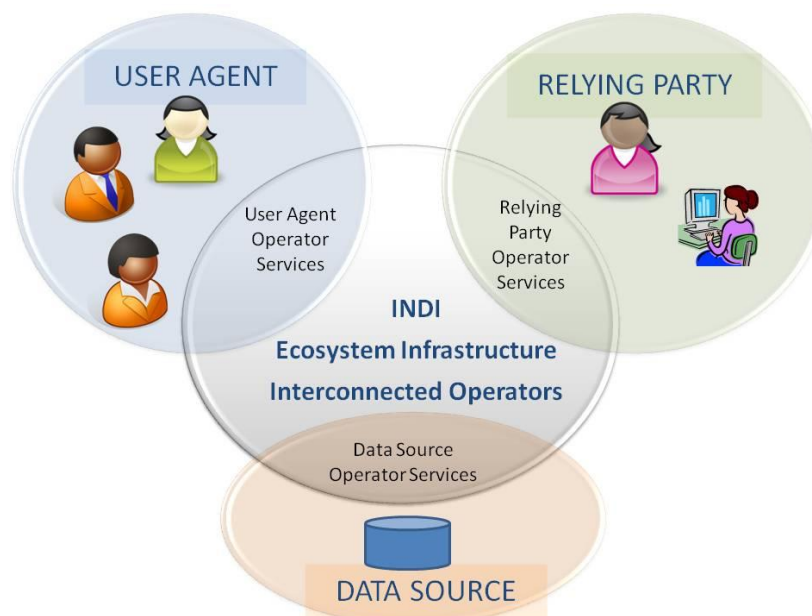 USER AGENT
RELYING PARTY
User Agent
Operator
Services
Relying
Party
Operator
Services
INDI
Ecosystem Infrastructure
Interconnected Operators
Data Source
Operator Services
DATA SOURCE